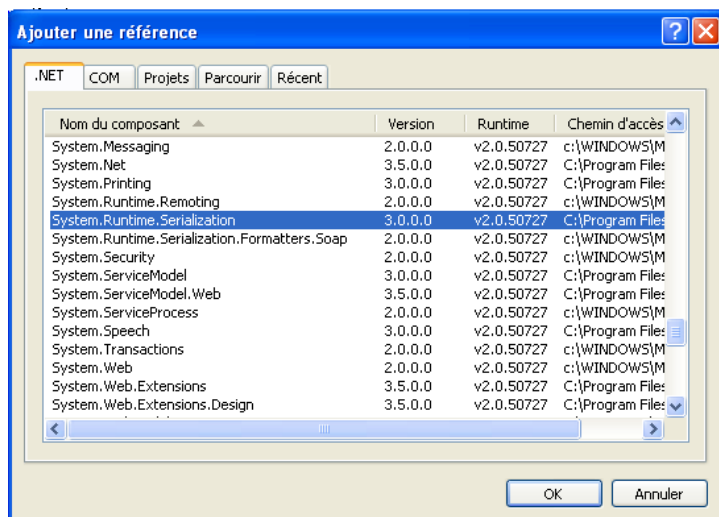 Ajouter une référence
.NET COM Projets Parcourir Récent
Nom du composant Version Runtime Chemin d'accès
System.Messaging 2.0.0.0 v2.0.50727 c:\WINDOWS\M
System.Net 3.5.0.0 v2.0.50727 C:\Program Files
System.Printing 3.0.0.0 v2.0.50727 C:\Program Files
System.Runtime.Remoting 2.0.0.0 v2.0.50727 c:\WINDOWS\M
System.Runtime.Serialization 3.0.0.0 v2.0.50727 C:\Program Files
System.Runtime.Serialization.Formatters.Soap 2.0.0.0 v2.0.50727 c:\WINDOWS\M
System.Security 2.0.0.0 v2.0.50727 c:\WINDOWS\M
System.ServiceModel 3.0.0.0 v2.0.50727 C:\Program Files
System.ServiceModel.Web 3.5.0.0 v2.0.50727 C:\Program Files
System.ServiceProcess 2.0.0.0 v2.0.50727 c:\WINDOWS\M
System.Speech 3.0.0.0 v2.0.50727 C:\Program Files
System.Transactions 2.0.0.0 v2.0.50727 c:\WINDOWS\M
System.Web 2.0.0.0 v2.0.50727 c:\WINDOWS\M
System.Web.Extensions 3.5.0.0 v2.0.50727 C:\Program Files
System.Web.Extensions.Design 3.5.0.0 v2.0.50727 C:\Program Files
OK Annuler